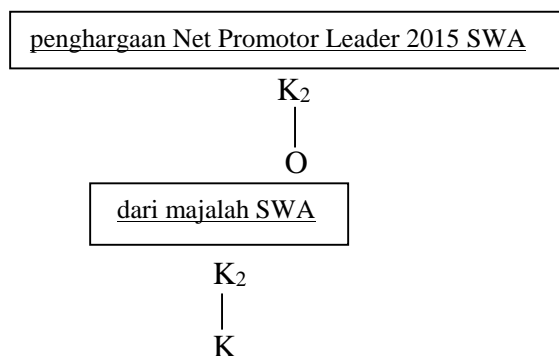 penghargaan Net Promotor Leader 2015 SWA
K₂
O
dari majalah SWA
K₂
K